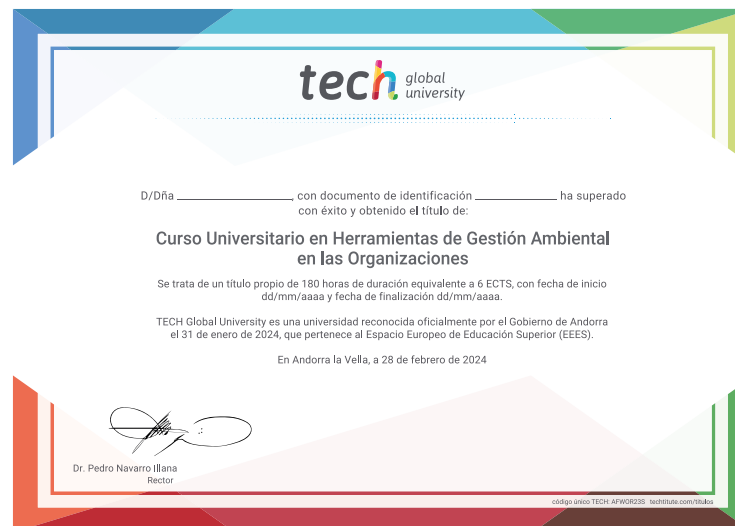 tech global
university
D/Dña ______________, con documento de identificación __________ ha superado
con éxito y obtenido el título de:
Curso Universitario en Herramientas de Gestión Ambiental
en las Organizaciones
Se trata de un título propio de 180 horas de duración equivalente a 6 ECTS, con fecha de inicio
dd/mm/aaaa y fecha de finalización dd/mm/aaaa.
TECH Global University es una universidad reconocida oficialmente por el Gobierno de Andorra
el 31 de enero de 2024, que pertenece al Espacio Europeo de Educación Superior (EEES).
En Andorra la Vella, a 28 de febrero de 2024
Dr. Pedro Navarro Illana
Rector
código único TECH: AFWOR23S techtitute.com/titulos